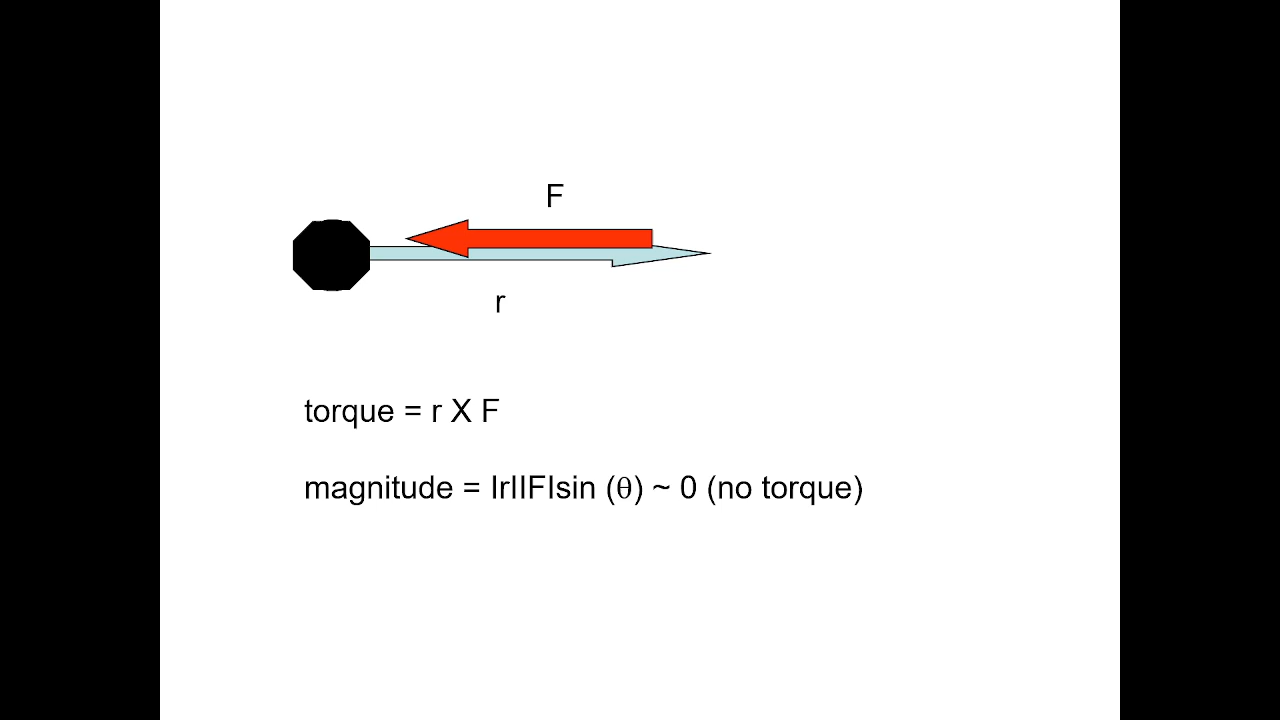 F
r
torque = r X F
magnitude = IrIIFIsin (θ) ~ 0 (no torque)